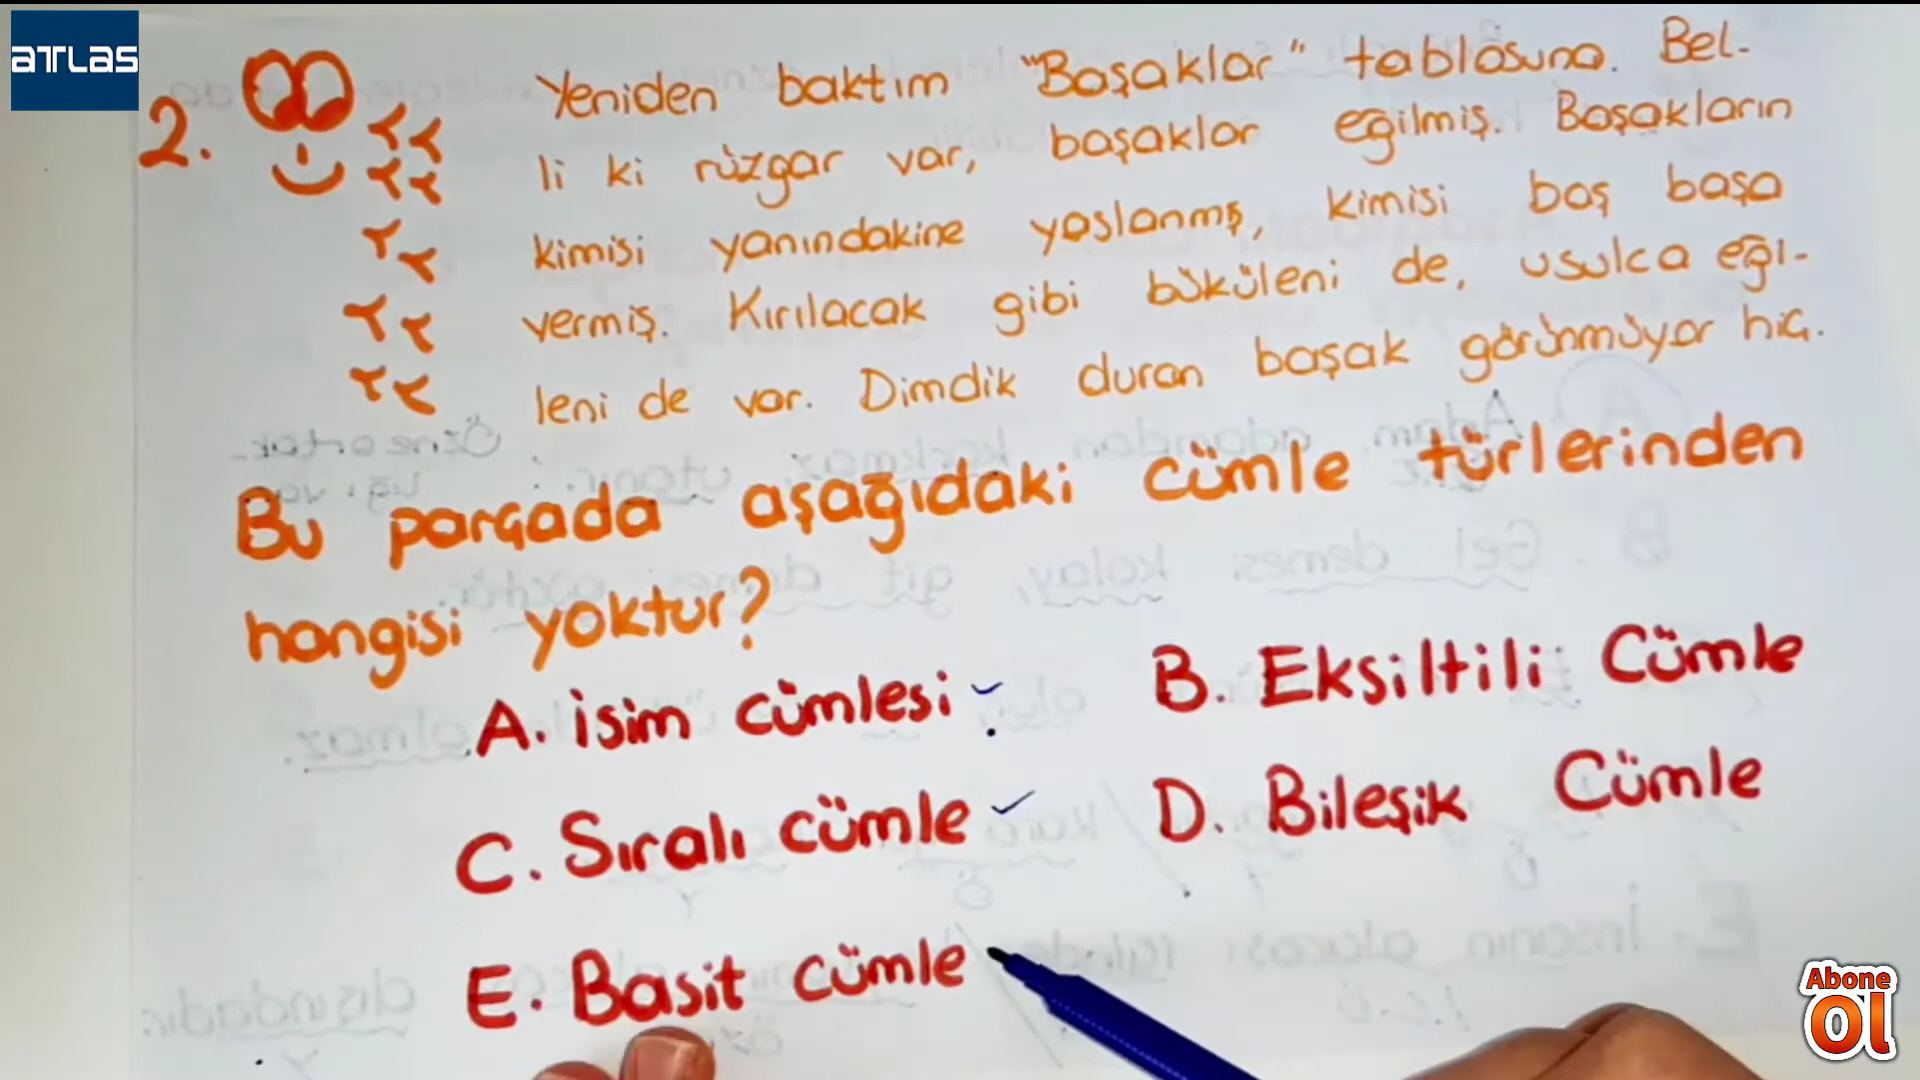 ATLAS
2. Yeniden baktım "Başaklar" tablosuna. Bel-
li ki rüzgar var, başaklar eğilmiş. Başakların
kimisi yanındakine yaslanmış, kimisi baş başa
vermiş. Kırılacak gibi büküleni de, usulca eği-
leni de var. Dimdik duran başak görünmüyor hiç.
Bu parçada aşağıdaki cümle türlerinden
hangisi yoktur?
A. İsim cümlesi
B. Eksiltili Cümle
C. Sıralı cümle
D. Bileşik Cümle
E. Basit cümle
Abone
Ol